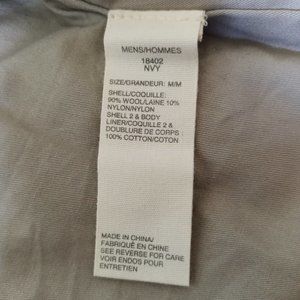 MENS/HOMMES
18402
NVY
SIZE/GRANDEUR: M/M
SHELL/COQUILLE:
90% WOOL/LAINE 10%
NYLON/NYLON
SHELL 2 & BODY
LINER/COQUILLE 2 &
DOUBLURE DE CORPS :
100% COTTON/COTON
MADE IN CHINA/
FABRIQUÉ EN CHINE
SEE REVERSE FOR CARE
VOIR ENDOS POUR
ENTRETIEN